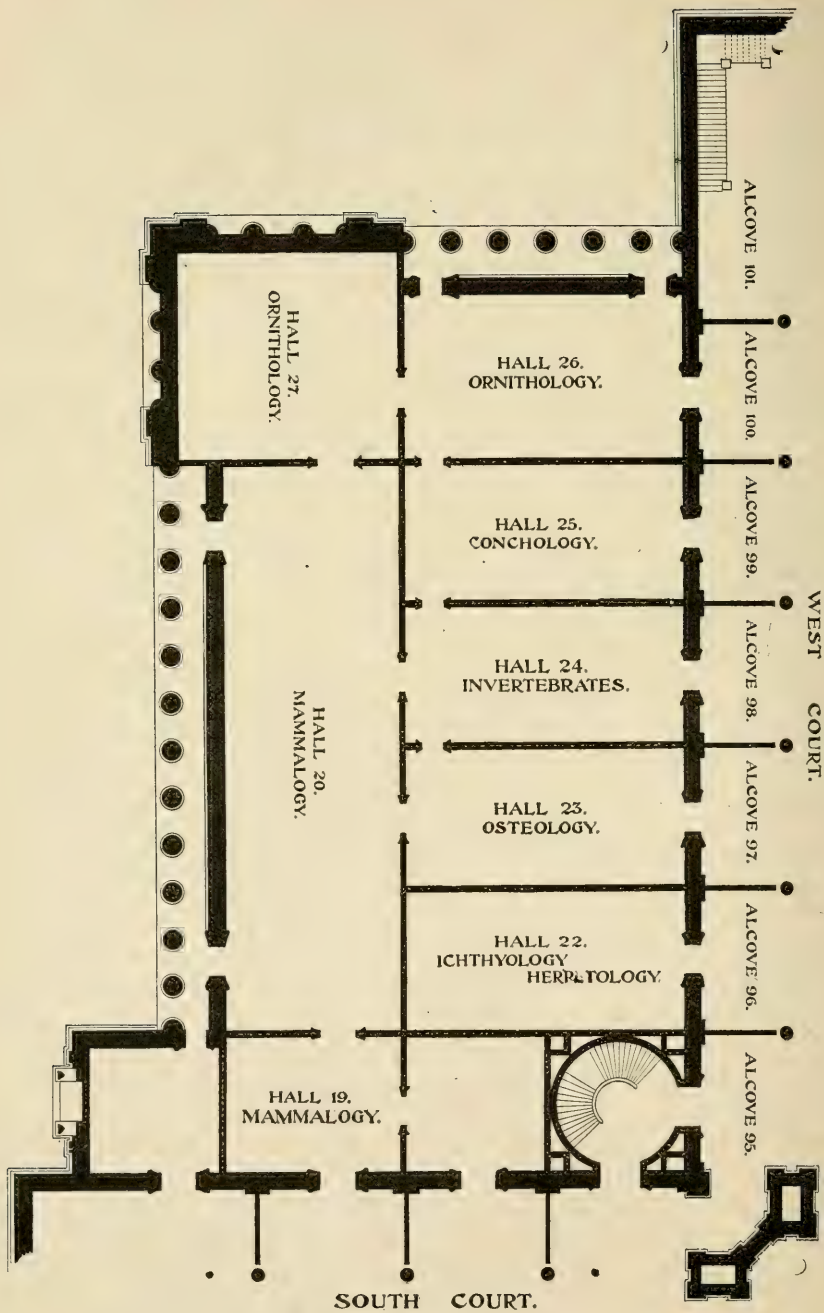 ALCOVE 101.
ALCOVE 100.
ALCOVE 99.
ALCOVE 98.
ALCOVE 97.
ALCOVE 96.
ALCOVE 95.
WEST COURT.
HALL 27.
ORNITHOLOGY.
HALL 26.
ORNITHOLOGY.
HALL 25.
CONCHOLOGY.
HALL 24.
INVERTEBRATES.
HALL 20.
MAMMALOGY.
HALL 23.
OSTEOLOGY.
HALL 22.
ICHTHYOLOGY
HERPETOLOGY.
HALL 19.
MAMMALOGY.
SOUTH COURT.